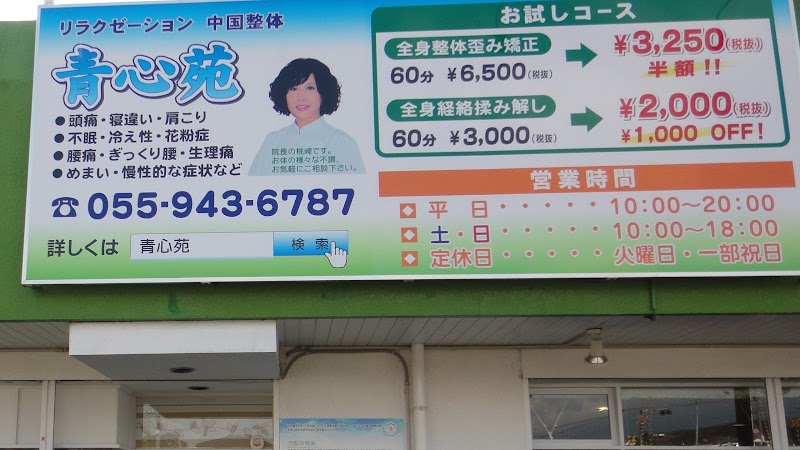 リラクゼーション 中国整体
青心苑
●頭痛・寝違い・肩こり
●不眠・冷え性・花粉症
●腰痛・ぎっくり腰・生理痛
●めまい・慢性的な症状など
院長の桃崎です。
お体の様々な不調、
お気軽にご相談下さい。
☎055-943-6787
詳しくは 青心苑 検索
お試しコース
全身整体歪み矯正
60分 ¥6,500(税抜)
¥3,250(税抜)
半額!!
全身経絡揉み解し
60分 ¥3,000(税抜)
¥2,000(税抜)
¥1,000 OFF!
営業時間
平日・・・・・10:00〜20:00
土・日・・・・・10:00〜18:00
定休日・・・・・火曜日・一部祝日